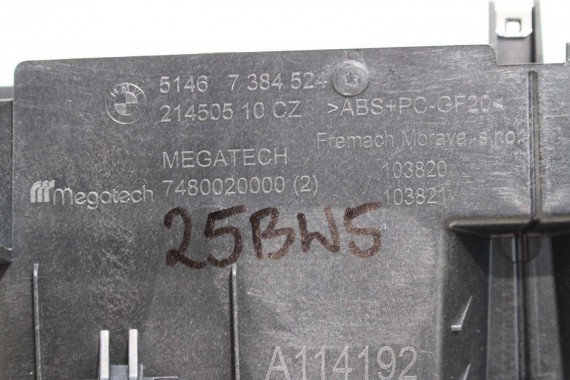 BMW
5146 7 384 524
214505 10 CZ >ABS+PC-GF20<
Fremach Morava, s.r.o.
MEGATECH 103820
Megatech 7480020000 (2) 103821
25BW5
A114192